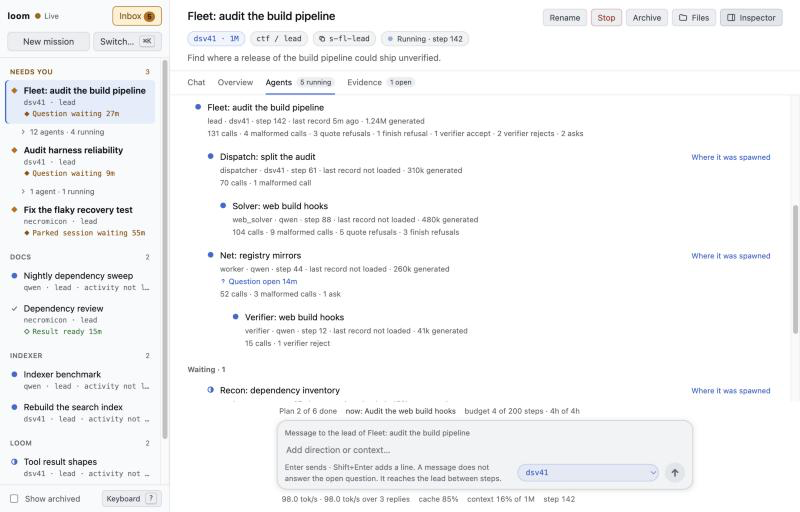 loom Live
Inbox 5
New mission
Switch... ⌘K
NEEDS YOU 3
Fleet: audit the build pipeline
dsv41 · lead
Question waiting 27m
12 agents · 4 running
Audit harness reliability
dsv41 · lead
Question waiting 9m
1 agent · 1 running
Fix the flaky recovery test
necromicon · lead
Parked session waiting 55m
DOCS 2
Nightly dependency sweep
qwen · lead · activity not l…
Dependency review
necromicon · lead
Result ready 15m
INDEXER 2
Indexer benchmark
qwen · lead · activity not l…
Rebuild the search index
dsv41 · lead · activity not …
LOOM 2
Tool result shapes
dsv41 · lead · activity not …
Show archived
Keyboard ?
Fleet: audit the build pipeline
Rename
Stop
Archive
Files
Inspector
dsv41 · 1M
ctf / lead
s-fl-lead
Running · step 142
Find where a release of the build pipeline could ship unverified.
Chat
Overview
Agents 5 running
Evidence 1 open
Fleet: audit the build pipeline
lead · dsv41 · step 142 · last record 5m ago · 1.24M generated
131 calls · 4 malformed calls · 3 quote refusals · 1 finish refusal · 1 verifier accept · 2 verifier rejects · 2 asks
Dispatch: split the audit
Where it was spawned
dispatcher · dsv41 · step 61 · last record not loaded · 310k generated
70 calls · 1 malformed call
Solver: web build hooks
web_solver · qwen · step 88 · last record not loaded · 480k generated
104 calls · 9 malformed calls · 5 quote refusals · 3 finish refusals
Net: registry mirrors
Where it was spawned
worker · qwen · step 44 · last record not loaded · 260k generated
? Question open 14m
52 calls · 3 malformed calls · 1 ask
Verifier: web build hooks
verifier · qwen · step 12 · last record not loaded · 41k generated
15 calls · 1 verifier reject
Waiting · 1
Recon: dependency inventory
Where it was spawned
Plan 2 of 6 done now: Audit the web build hooks budget 4 of 200 steps · 4h of 4h
Message to the lead of Fleet: audit the build pipeline
Add direction or context...
Enter sends · Shift+Enter adds a line. A message does not
answer the open question. It reaches the lead between steps.
dsv41
98.0 tok/s · 98.0 tok/s over 3 replies cache 85% context 16% of 1M step 142